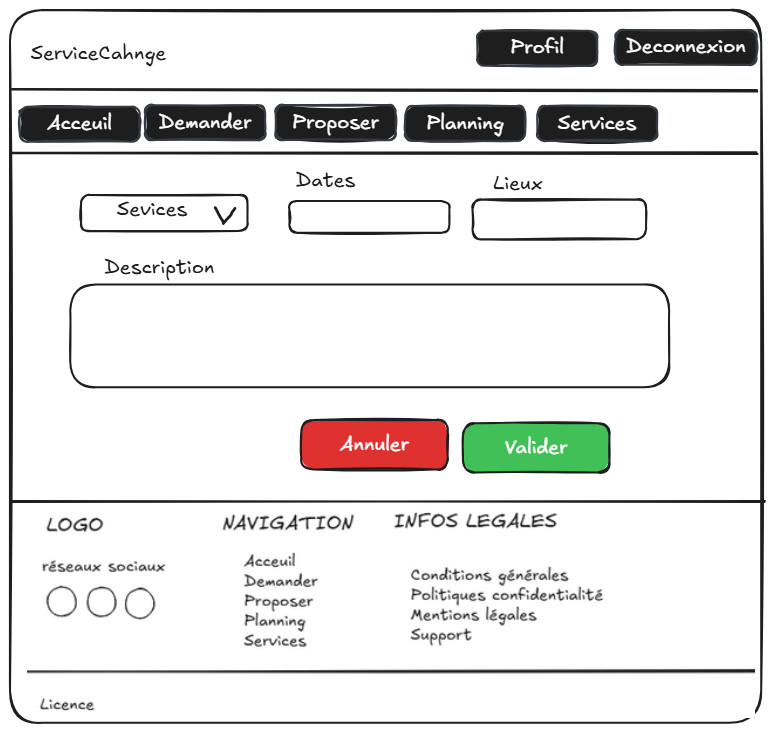 ServiceCahnge
Profil
Deconnexion
Acceuil
Demander
Proposer
Planning
Services
Dates
Lieux
Sevices
Description
Annuler
Valider
LOGO
réseaux sociaux
NAVIGATION
Acceuil
Demander
Proposer
Planning
Services
INFOS LEGALES
Conditions générales
Politiques confidentialité
Mentions légales
Support
Licence